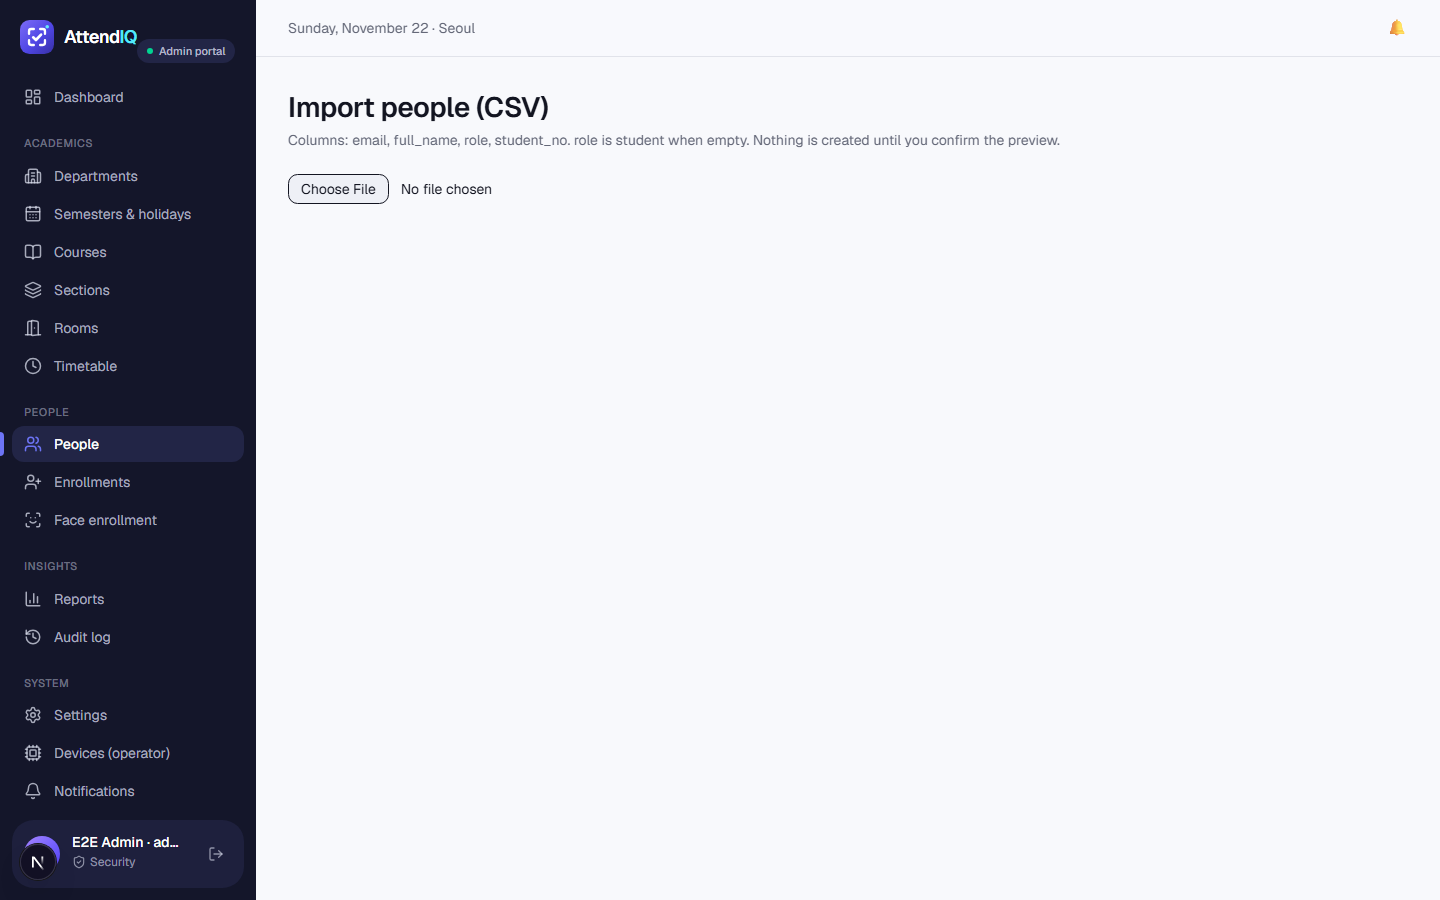 AttendIQ
Admin portal
Dashboard
ACADEMICS
Departments
Semesters & holidays
Courses
Sections
Rooms
Timetable
PEOPLE
People
Enrollments
Face enrollment
INSIGHTS
Reports
Audit log
SYSTEM
Settings
Devices (operator)
Notifications
E2E Admin · ad...
Security
N
Sunday, November 22 · Seoul
Import people (CSV)
Columns: email, full_name, role, student_no. role is student when empty. Nothing is created until you confirm the preview.
Choose File No file chosen